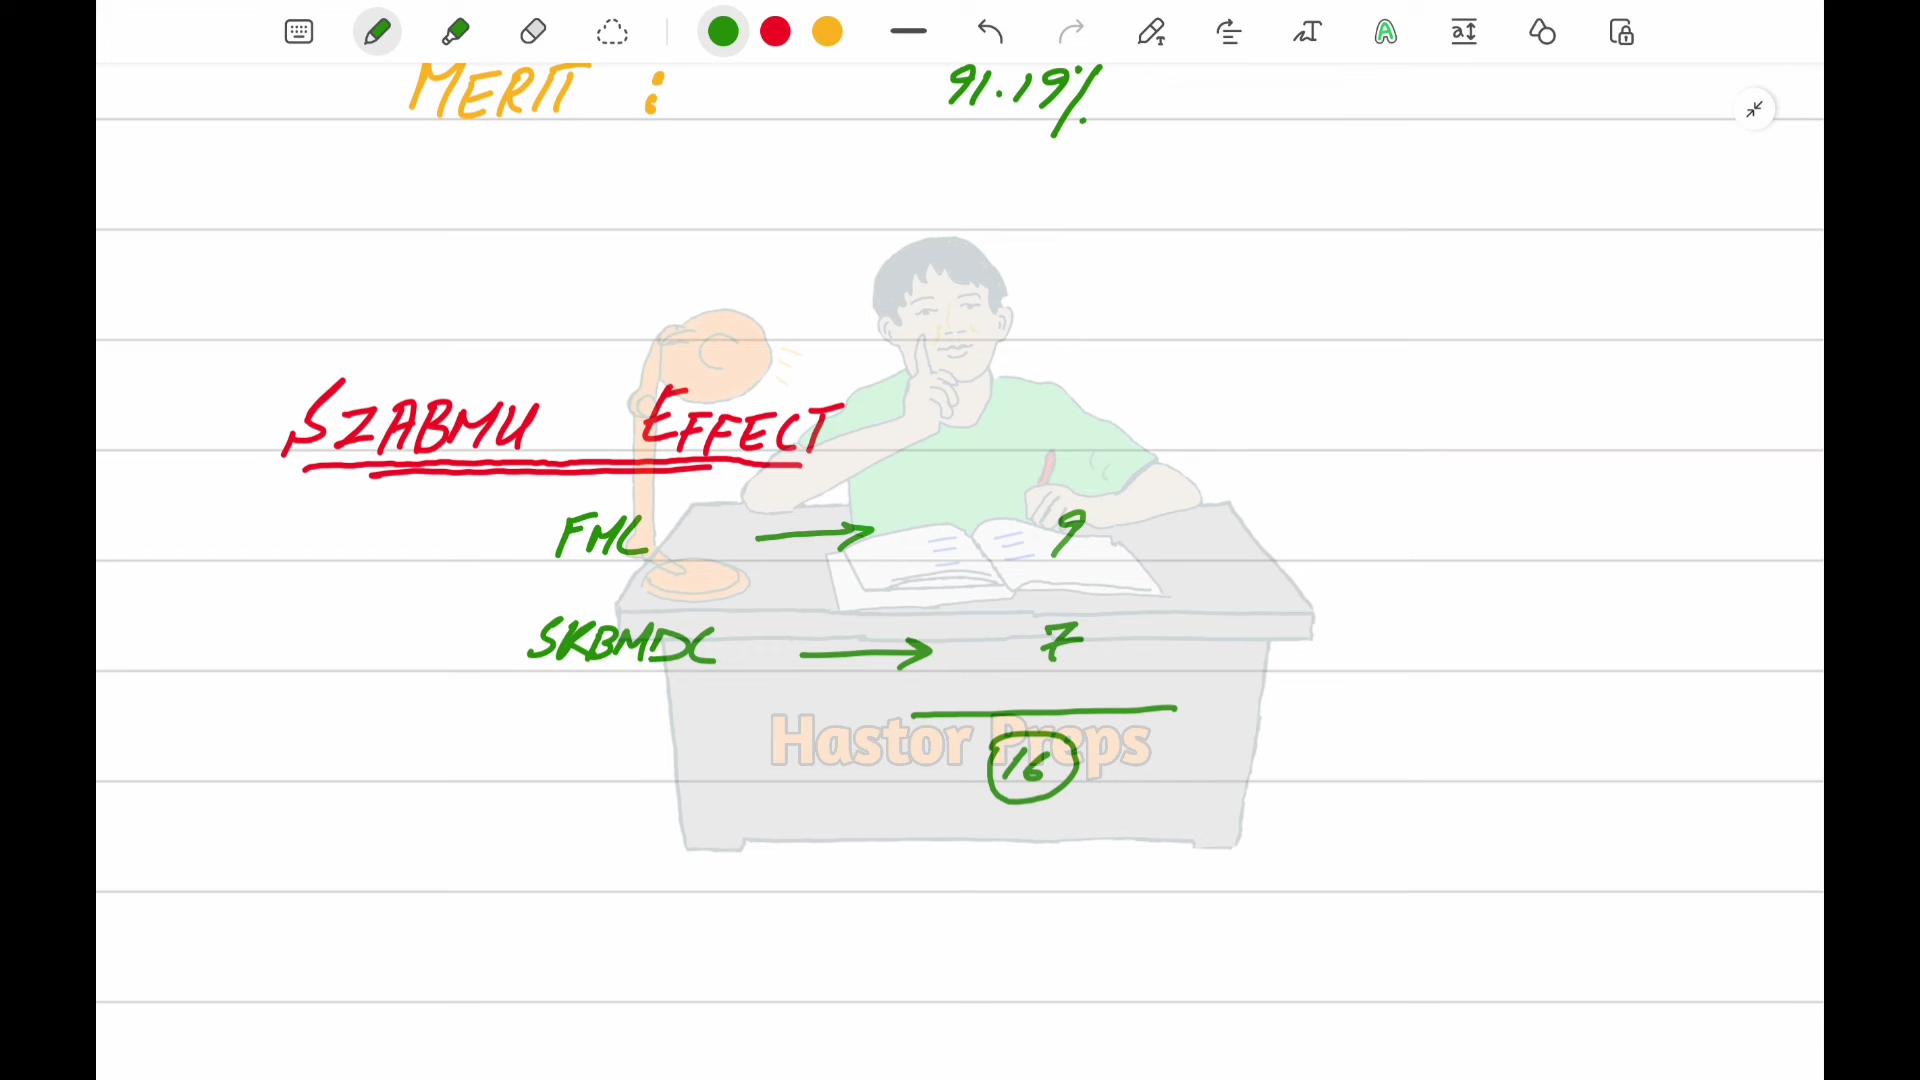 MERIT : 91.19%
SZABMU EFFECT
FMC → 9
SKBMDC → 7
Hastor Preps
16